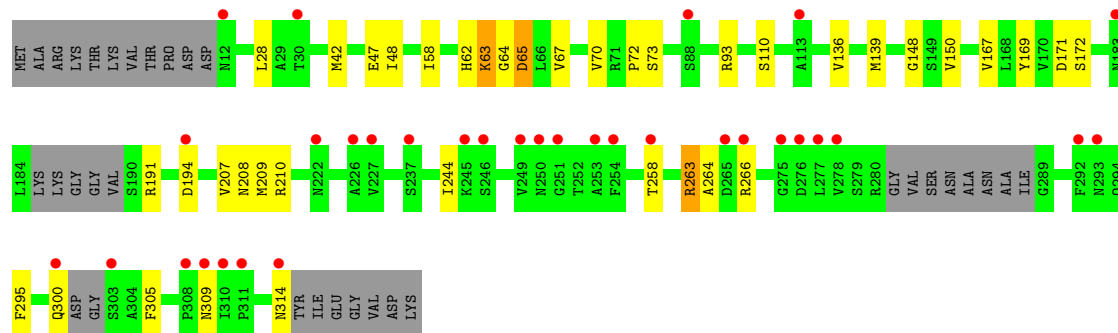 MET ALA ARG LYS THR LYS VAL THR PRO ASP ASP N12 L28 A29 T30 M42 E47 I48 I58 H62 K63 G64 D65 L66 V67 V70 R71 P72 S73 S88 R93 S110 A113 V136 M139 G148 S149 V150 V167 L168 Y169 V170 D171 S172 N183
L184 LYS LYS GLY GLY VAL S190 R191 D194 V207 N208 M209 R210 N222 A226 V227 S237 I244 K245 S246 V249 N250 G251 T252 A253 F254 T258 R263 A264 D265 R266 G275 D276 L277 V278 S279 R280 GLY VAL SER ASN ALA ASN ALA ILE G289 F292 N293
F295 Q300 ASP GLY S303 A304 F305 P308 N309 I310 P311 N314 TYR ILE GLU GLY VAL ASP LYS